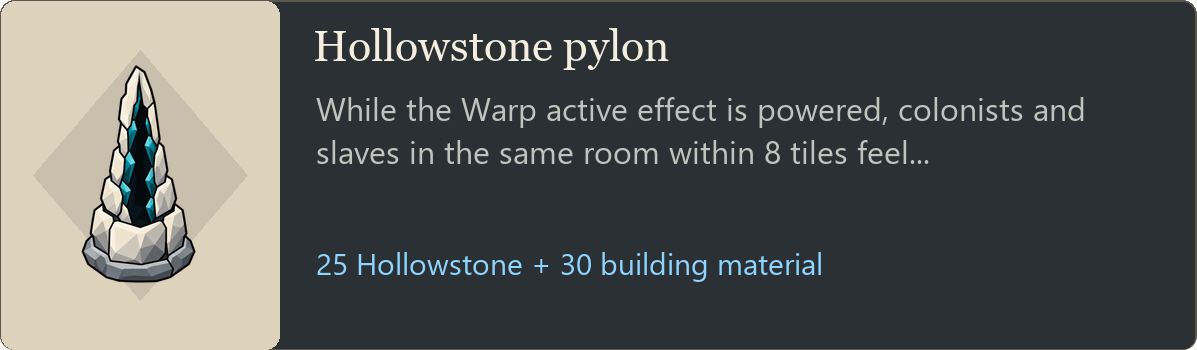 Hollowstone pylon
While the Warp active effect is powered, colonists and
slaves in the same room within 8 tiles feel...
25 Hollowstone + 30 building material